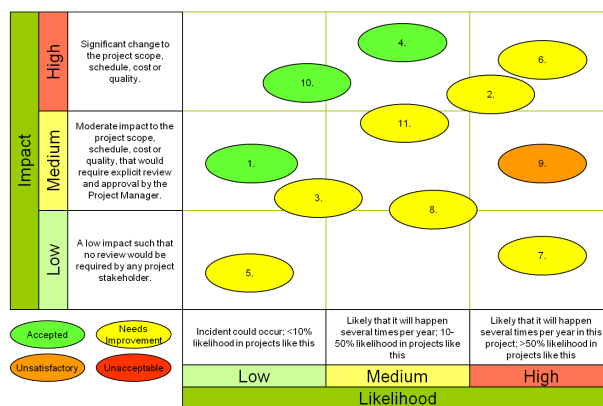 Impact
High
Significant change to
the project scope,
schedule, cost or
quality.
4.
6.
10.
2.
Medium
Moderate impact to the
project scope,
schedule, cost or
quality, that would
require explicit review
and approval by the
Project Manager.
11.
1.
9.
3.
8.
Low
A low impact such that
no review would be
required by any project
stakeholder.
5.
7.
Accepted
Needs
Improvement
Unsatisfactory
Unacceptable
Incident could occur; <10%
likelihood in projects like this
Likely that it will happen
several times per year; 10-
50% likelihood in projects like
this
Likely that it will happen
several times per year in this
project; >50% likelihood in
projects like this
Low
Medium
High
Likelihood